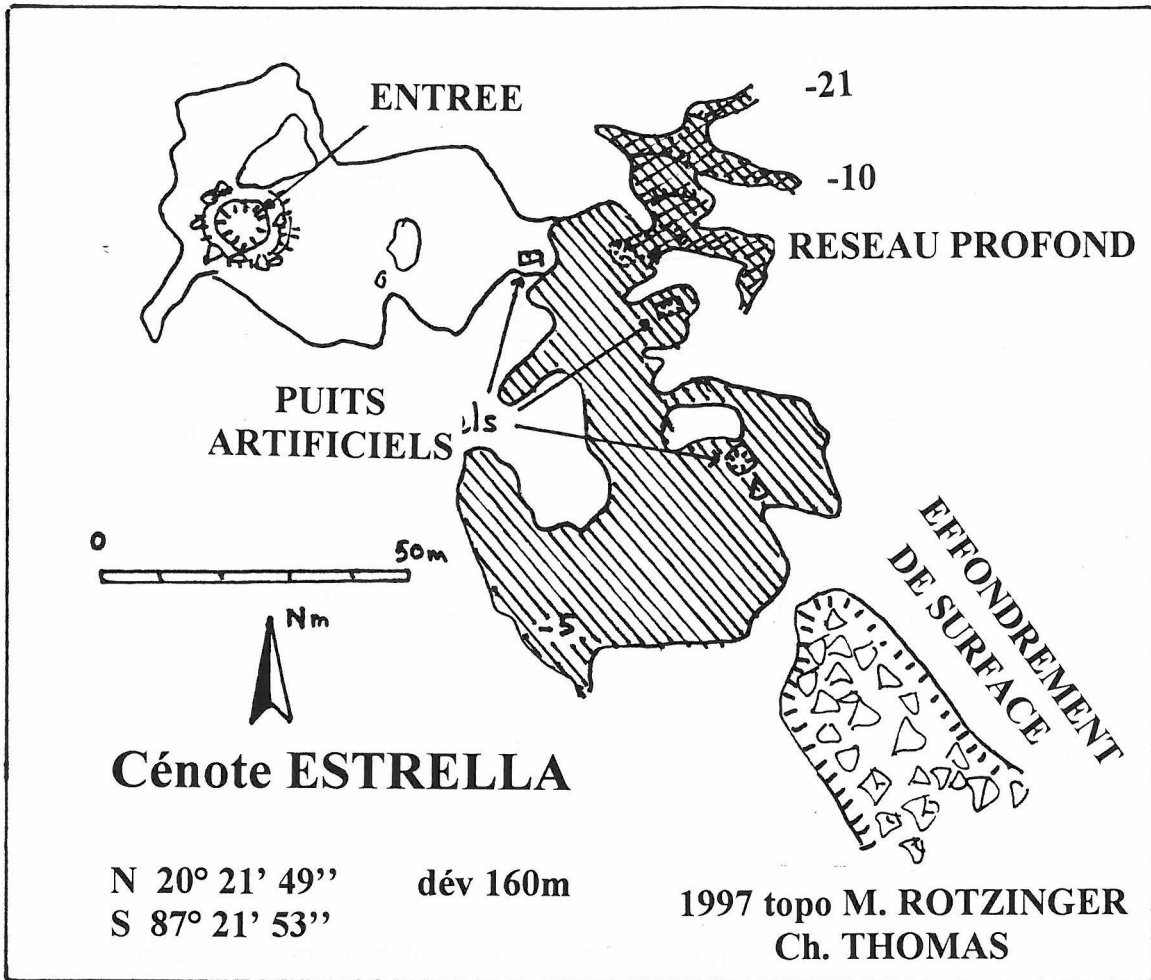 ENTREE
-21
-10
RESEAU PROFOND
PUITS
ARTIFICIELS
els
0
50m
Nm
-5-
EFFONDREMENT
DE SURFACE
Cénote ESTRELLA
N 20° 21' 49''
dév 160m
S 87° 21' 53''
1997 topo M. ROTZINGER
Ch. THOMAS